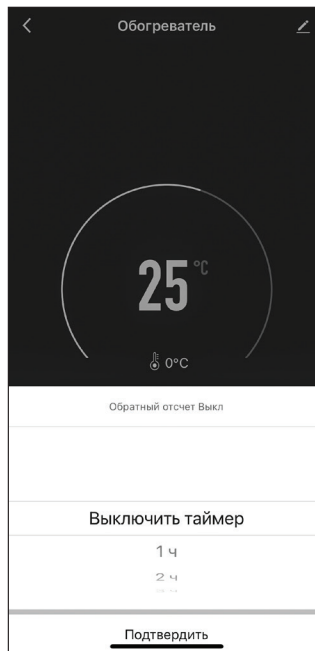 Обогреватель
25 °C
0°C
Обратный отсчет Выкл
Выключить таймер
1 ч
2 ч
Подтвердить